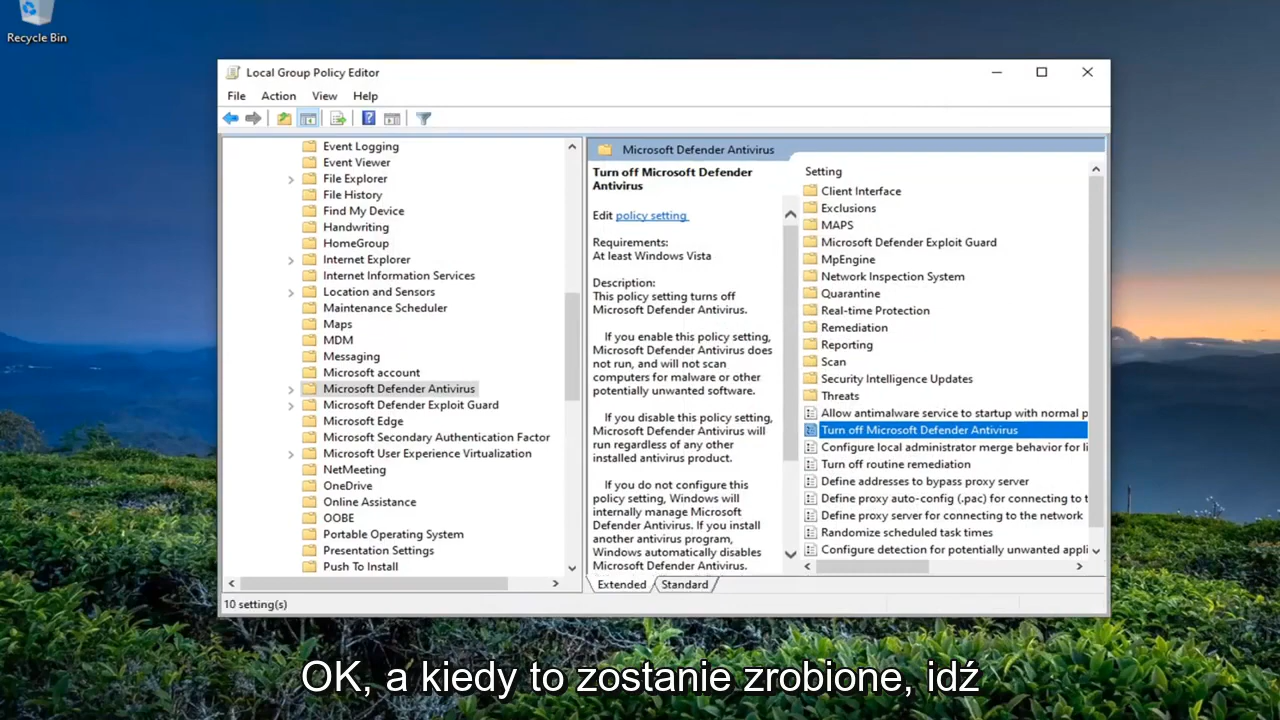 Recycle Bin
Local Group Policy Editor
File Action View Help
Event Logging
Event Viewer
File Explorer
File History
Find My Device
Handwriting
HomeGroup
Internet Explorer
Internet Information Services
Location and Sensors
Maintenance Scheduler
Maps
MDM
Messaging
Microsoft account
Microsoft Defender Antivirus
Microsoft Defender Exploit Guard
Microsoft Edge
Microsoft Secondary Authentication Factor
Microsoft User Experience Virtualization
NetMeeting
OneDrive
Online Assistance
OOBE
Portable Operating System
Presentation Settings
Push To Install
Microsoft Defender Antivirus
Turn off Microsoft Defender
Antivirus
Edit policy setting
Requirements:
At least Windows Vista
Description:
This policy setting turns off
Microsoft Defender Antivirus.
If you enable this policy setting,
Microsoft Defender Antivirus does
not run, and will not scan
computers for malware or other
potentially unwanted software.
If you disable this policy setting,
Microsoft Defender Antivirus will
run regardless of any other
installed antivirus product.
If you do not configure this
policy setting, Windows will
internally manage Microsoft
Defender Antivirus. If you install
another antivirus program,
Windows automatically disables
Microsoft Defender Antivirus.
Setting
Client Interface
Exclusions
MAPS
Microsoft Defender Exploit Guard
MpEngine
Network Inspection System
Quarantine
Real-time Protection
Remediation
Reporting
Scan
Security Intelligence Updates
Threats
Allow antimalware service to startup with normal p
Turn off Microsoft Defender Antivirus
Configure local administrator merge behavior for li
Turn off routine remediation
Define addresses to bypass proxy server
Define proxy auto-config (.pac) for connecting to t
Define proxy server for connecting to the network
Randomize scheduled task times
Configure detection for potentially unwanted appli
Extended Standard
10 setting(s)
OK, a kiedy to zostanie zrobione, idź